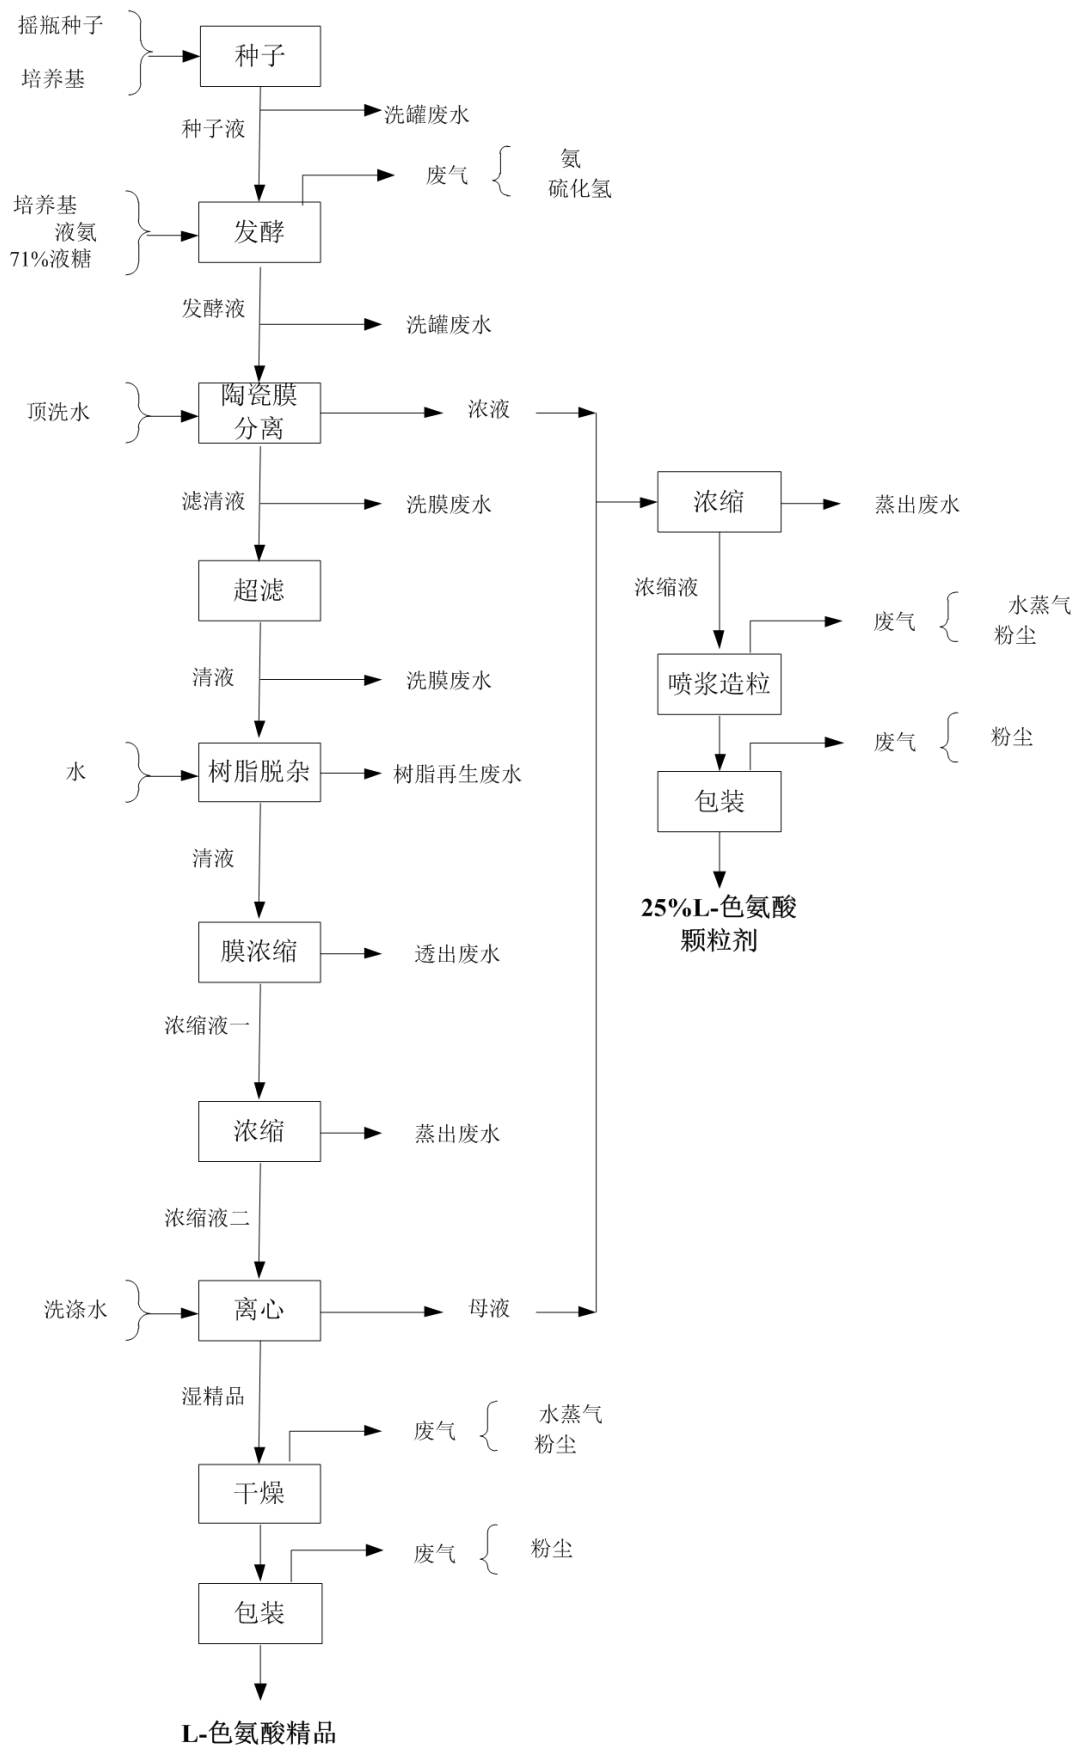 摇瓶种子
种子
培养基
洗罐废水
种子液
氨
废气
硫化氢
培养基
液氨
发酵
71%液糖
发酵液
洗罐废水
陶瓷膜
分离
顶洗水
浓液
滤清液
洗膜废水
浓缩
蒸出废水
超滤
浓缩液
水蒸气
废气
粉尘
清液
洗膜废水
喷浆造粒
粉尘
废气
水
树脂脱杂
树脂再生废水
包装
清液
25%L-色氨酸
颗粒剂
膜浓缩
透出废水
浓缩液一
浓缩
蒸出废水
浓缩液二
洗涤水
离心
母液
湿精品
水蒸气
废气
粉尘
干燥
粉尘
废气
包装
L-色氨酸精品